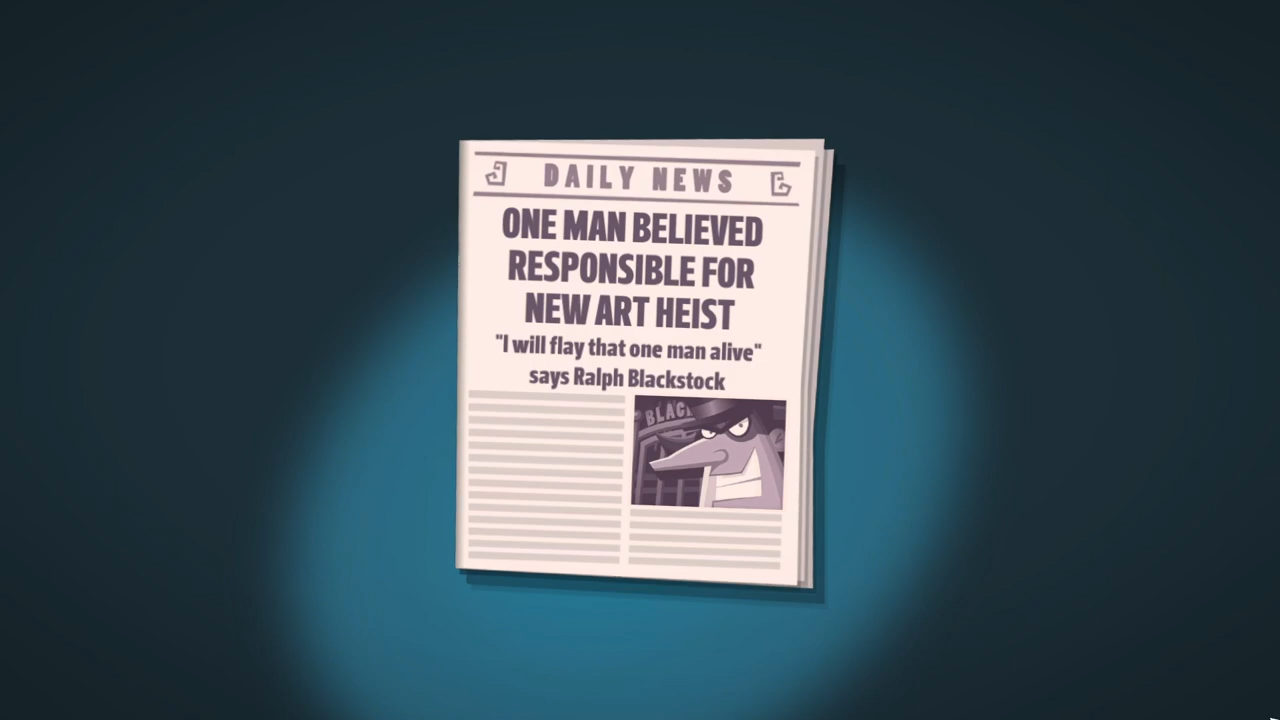 DAILY NEWS
ONE MAN BELIEVED
RESPONSIBLE FOR
NEW ART HEIST
"I will flay that one man alive"
says Ralph Blackstock
BLAC